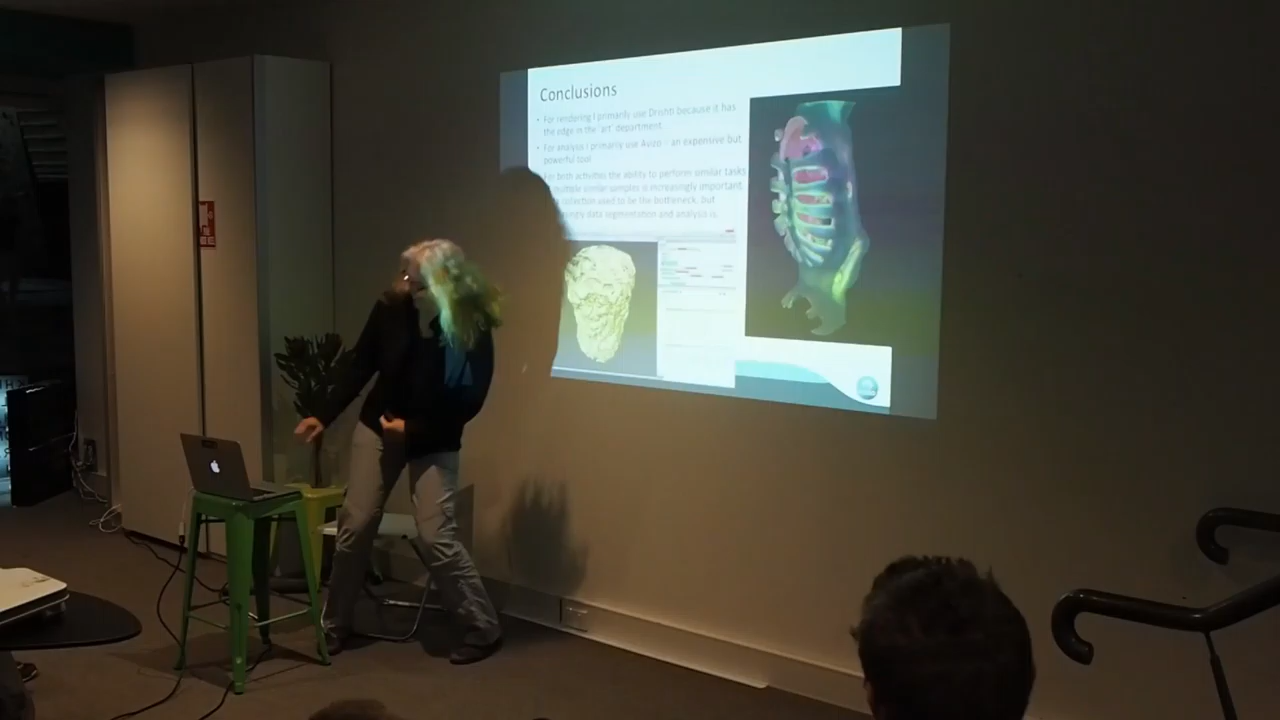 Conclusions
• For rendering I primarily use Drishti because it has
the edge in the 'art' department.
• For analysis I primarily use Avizo – an expensive but
powerful tool
For both activities the ability to perform similar tasks
multiple similar samples is increasingly important.
collection used to be the bottleneck, but
data segmentation and analysis is.